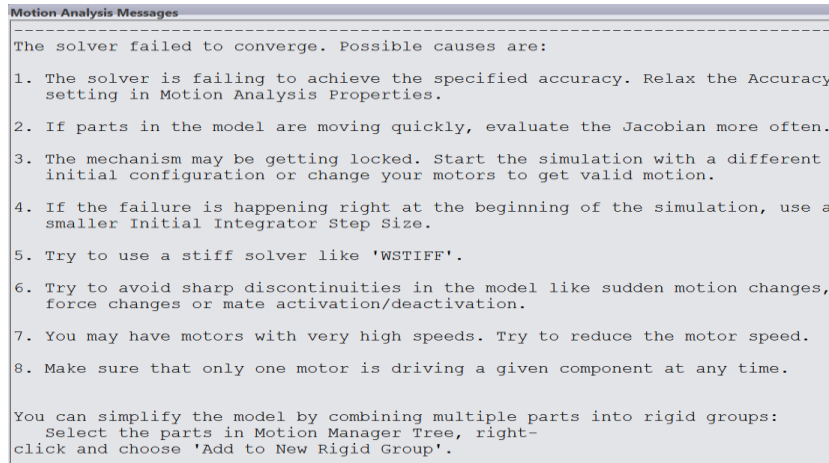 Motion Analysis Messages
--------------------------------------------------------------------------------
The solver failed to converge. Possible causes are:
1. The solver is failing to achieve the specified accuracy. Relax the Accuracy
setting in Motion Analysis Properties.
2. If parts in the model are moving quickly, evaluate the Jacobian more often.
3. The mechanism may be getting locked. Start the simulation with a different
initial configuration or change your motors to get valid motion.
4. If the failure is happening right at the beginning of the simulation, use a
smaller Initial Integrator Step Size.
5. Try to use a stiff solver like 'WSTIFF'.
6. Try to avoid sharp discontinuities in the model like sudden motion changes,
force changes or mate activation/deactivation.
7. You may have motors with very high speeds. Try to reduce the motor speed.
8. Make sure that only one motor is driving a given component at any time.
You can simplify the model by combining multiple parts into rigid groups:
Select the parts in Motion Manager Tree, right-
click and choose 'Add to New Rigid Group'.